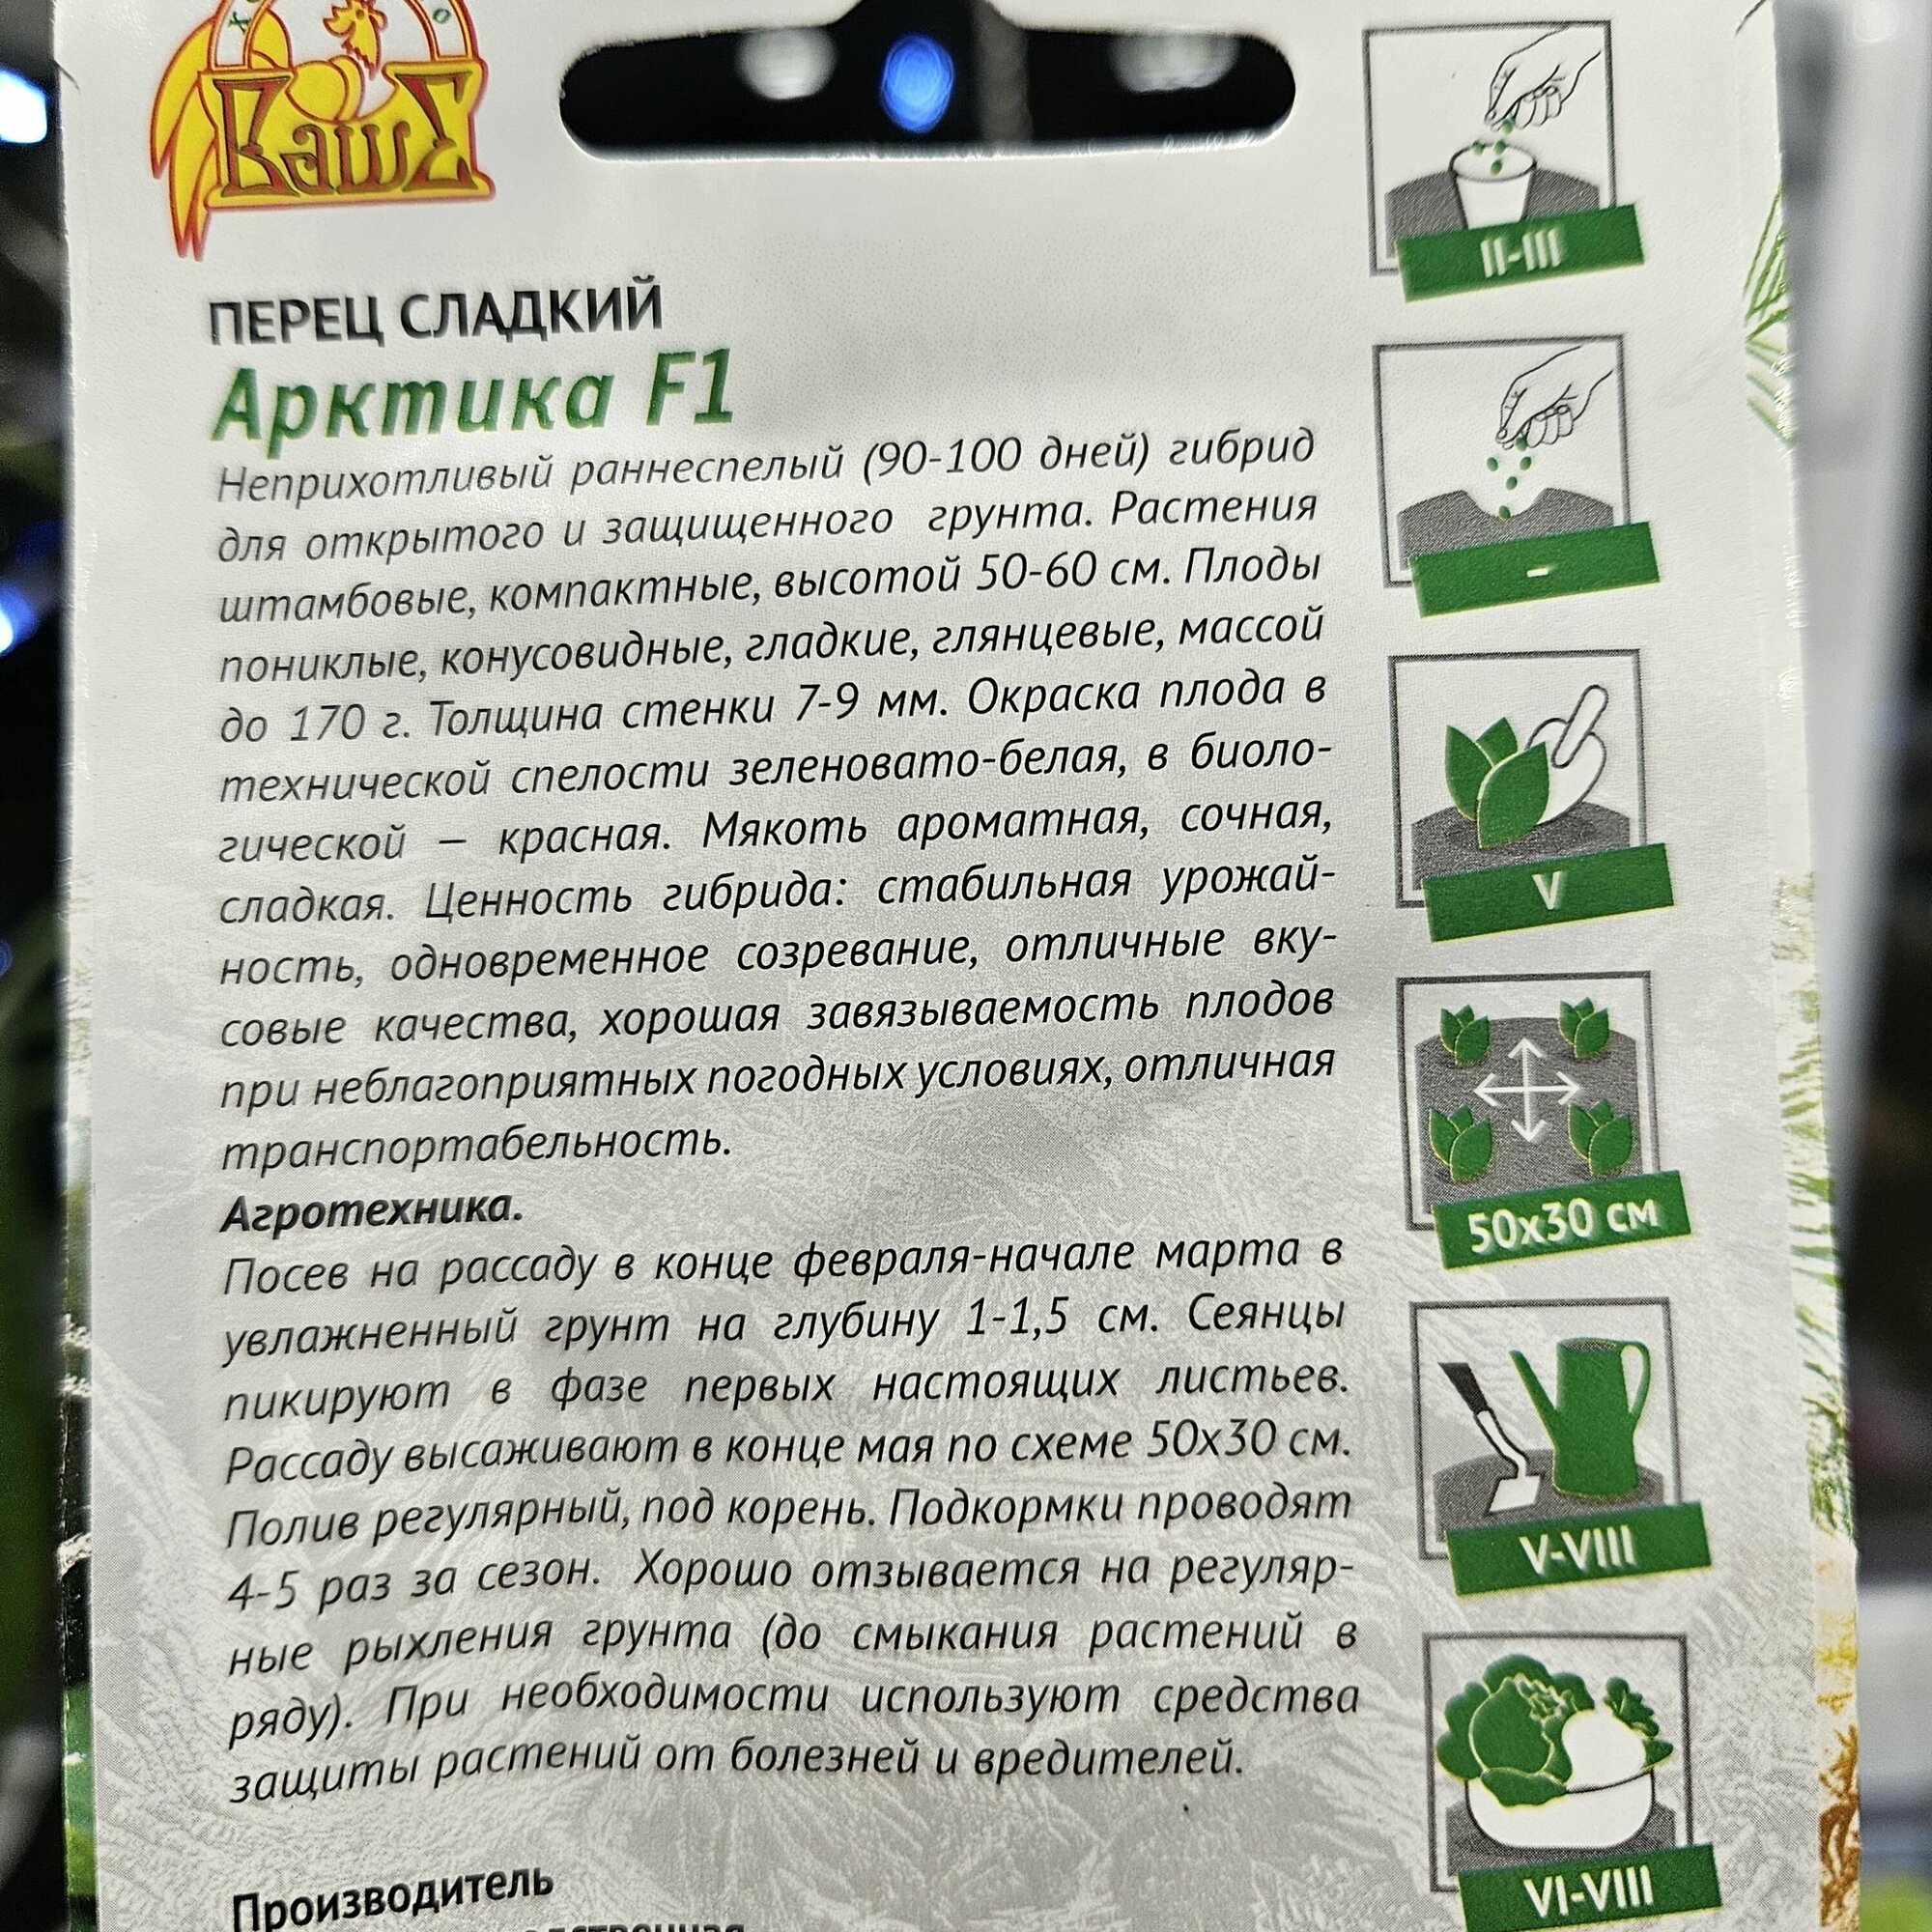 Ваше
ПЕРЕЦ СЛАДКИЙ
Арктика F1
Неприхотливый раннеспелый (90-100 дней) гибрид
для открытого и защищенного грунта. Растения
штамбовые, компактные, высотой 50-60 см. Плоды
пониклые, конусовидные, гладкие, глянцевые, массой
до 170 г. Толщина стенки 7-9 мм. Окраска плода в
технической спелости зеленовато-белая, в биоло-
гической – красная. Мякоть ароматная, сочная,
сладкая. Ценность гибрида: стабильная урожай-
ность, одновременное созревание, отличные вку-
совые качества, хорошая завязываемость плодов
при неблагоприятных погодных условиях, отличная
транспортабельность.
Агротехника.
Посев на рассаду в конце февраля-начале марта в
увлажненный грунт на глубину 1-1,5 см. Сеянцы
пикируют в фазе первых настоящих листьев.
Рассаду высаживают в конце мая по схеме 50х30 см.
Полив регулярный, под корень. Подкормки проводят
4-5 раз за сезон. Хорошо отзывается на регуляр-
ные рыхления грунта (до смыкания растений в
ряду). При необходимости используют средства
защиты растений от болезней и вредителей.
Производитель
II-III
-
V
50х30 см
V-VIII
VI-VIII